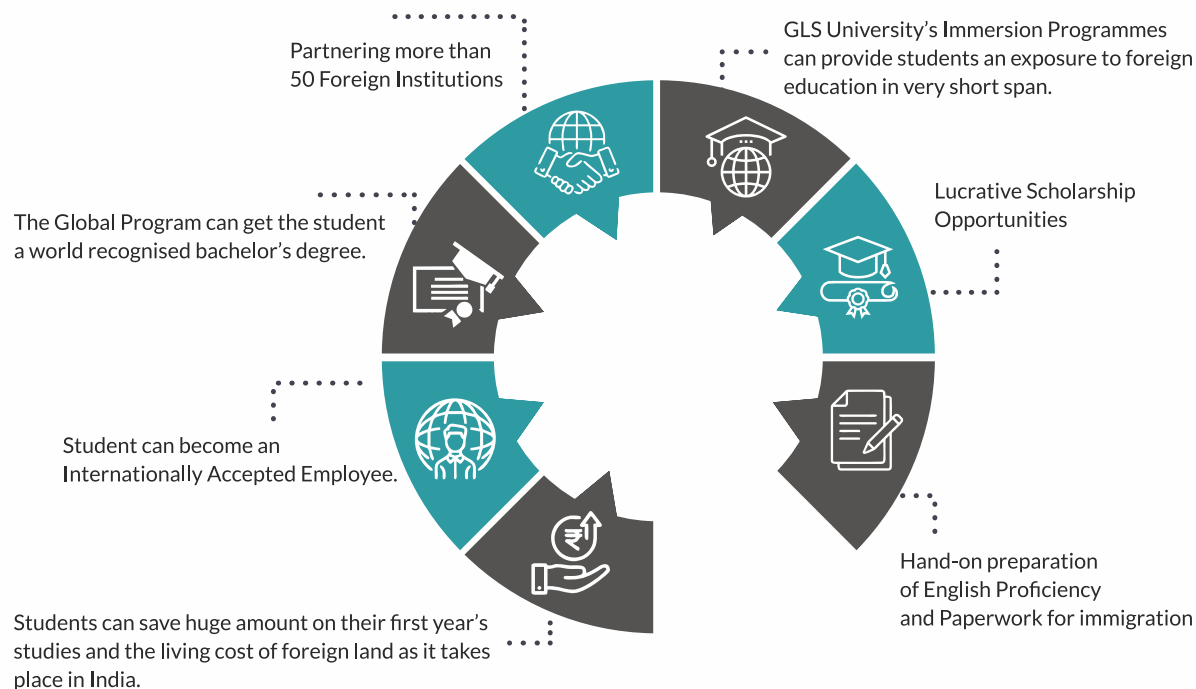 Partnering more than
50 Foreign Institutions
GLS University’s Immersion Programmes
can provide students an exposure to foreign
education in very short span.
The Global Program can get the student
a world recognised bachelor’s degree.
Lucrative Scholarship
Opportunities
Student can become an
Internationally Accepted Employee.
₹
Hand-on preparation
of English Proficiency
and Paperwork for immigration
Students can save huge amount on their first year’s
studies and the living cost of foreign land as it takes
place in India.